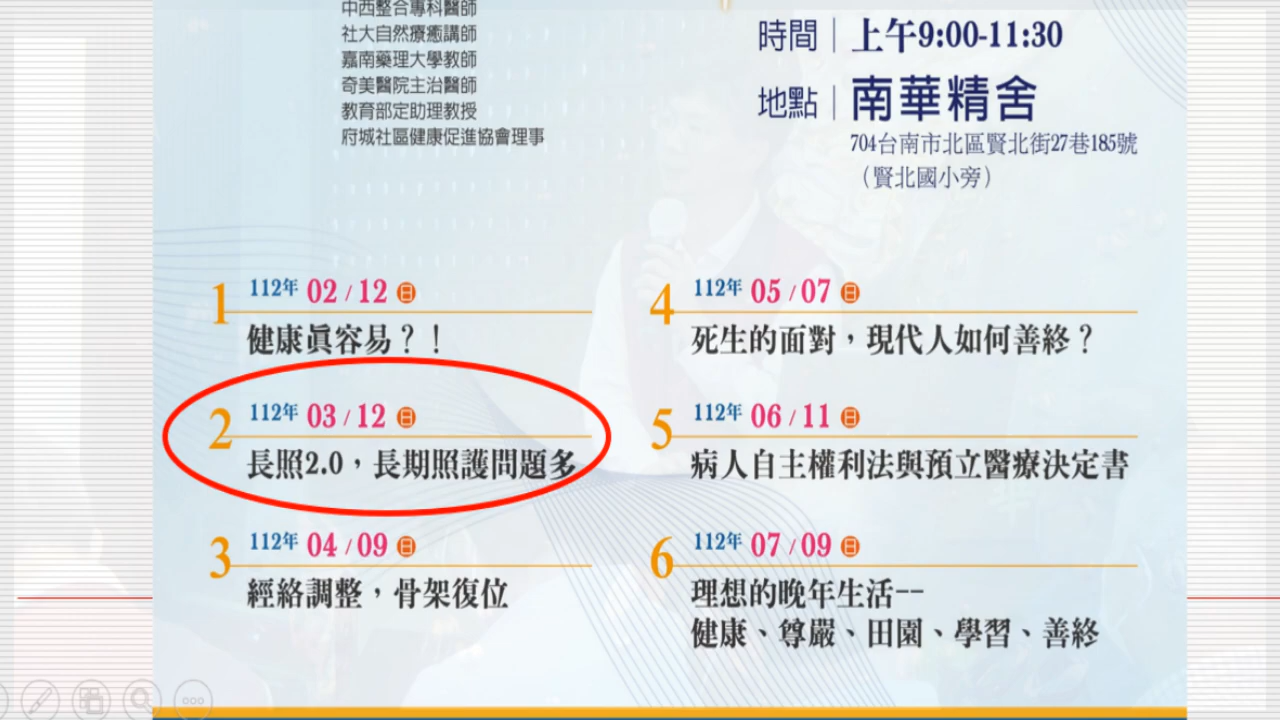 中西整合專科醫師
社大自然療癒講師
嘉南藥理大學教師
奇美醫院主治醫師
教育部定助理教授
府城社區健康促進協會理事
時間｜上午9:00-11:30
地點｜南華精舍
704台南市北區賢北街27巷185號
（賢北國小旁）
1 112年 02/12 日
健康眞容易？！
2 112年 03/12 日
長照2.0，長期照護問題多
3 112年 04/09 日
經絡調整，骨架復位
4 112年 05/07 日
死生的面對，現代人如何善終？
5 112年 06/11 日
病人自主權利法與預立醫療決定書
6 112年 07/09 日
理想的晚年生活--
健康、尊嚴、田園、學習、善終